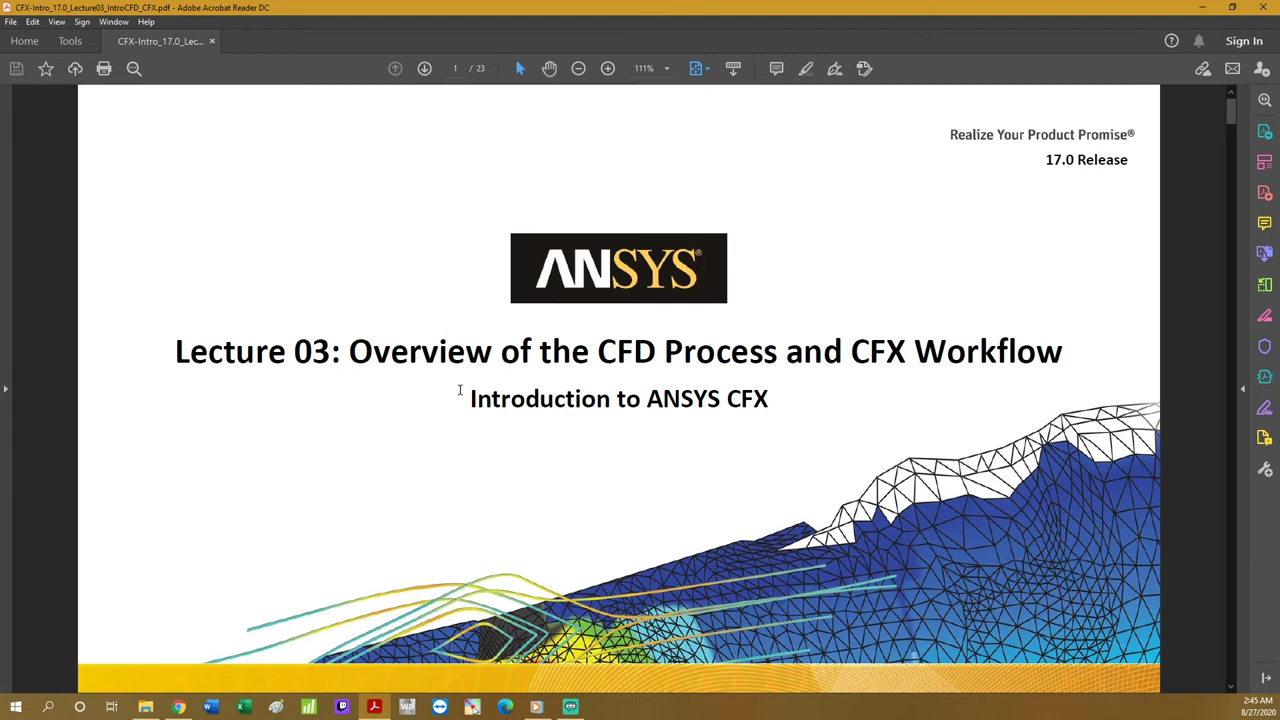 CFX-Intro_17.0_Lecture03_IntroCFD_CFX.pdf - Adobe Acrobat Reader DC
File Edit View Sign Window Help
Home Tools CFX-Intro_17.0_Lec... × Sign In
1 / 23 111%
Realize Your Product Promise®
17.0 Release
ANSYS®
Lecture 03: Overview of the CFD Process and CFX Workflow
Introduction to ANSYS CFX
WB
2:45 AM
8/27/2020